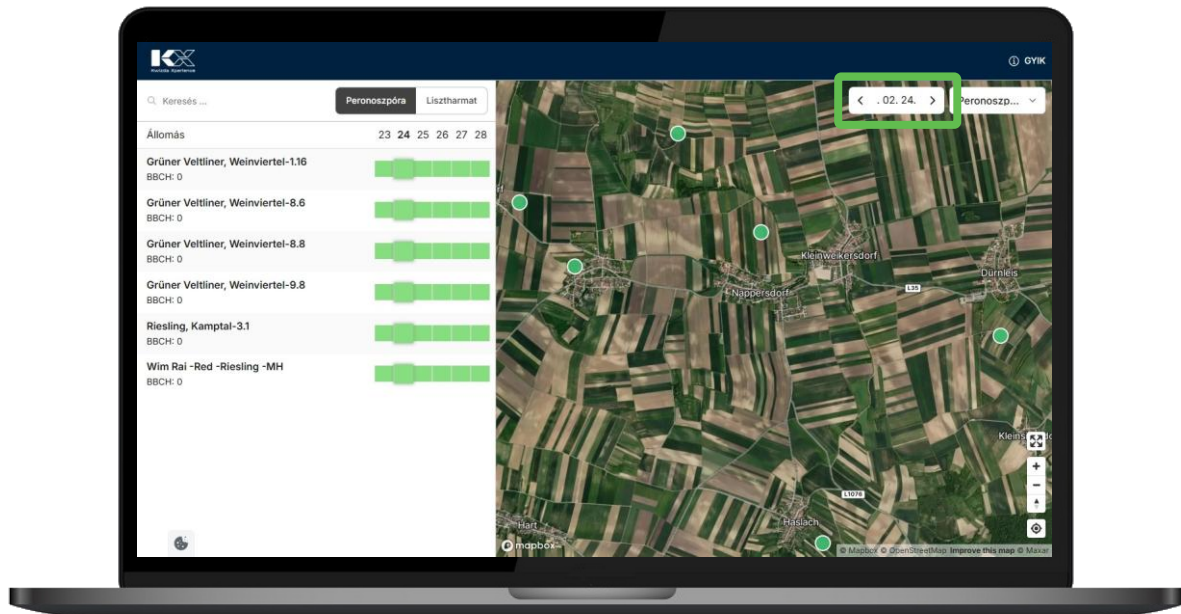 KX
Kwizda Xperience
GYIK
Keresés ...
Peronoszpóra
Lisztharmat
. 02. 24.
Peronoszp...
Állomás
23 24 25 26 27 28
Grüner Veltliner, Weinviertel-1.16
BBCH: 0
Grüner Veltliner, Weinviertel-8.6
BBCH: 0
Grüner Veltliner, Weinviertel-8.8
BBCH: 0
Grüner Veltliner, Weinviertel-9.8
BBCH: 0
Riesling, Kamptal-3.1
BBCH: 0
Wim Rai -Red -Riesling -MH
BBCH: 0
Kleinweikersdorf
Dürnleis
L35
Nappersdorf
L1076
Haslach
Hart
mapbox
© Mapbox © OpenStreetMap Improve this map © Maxar